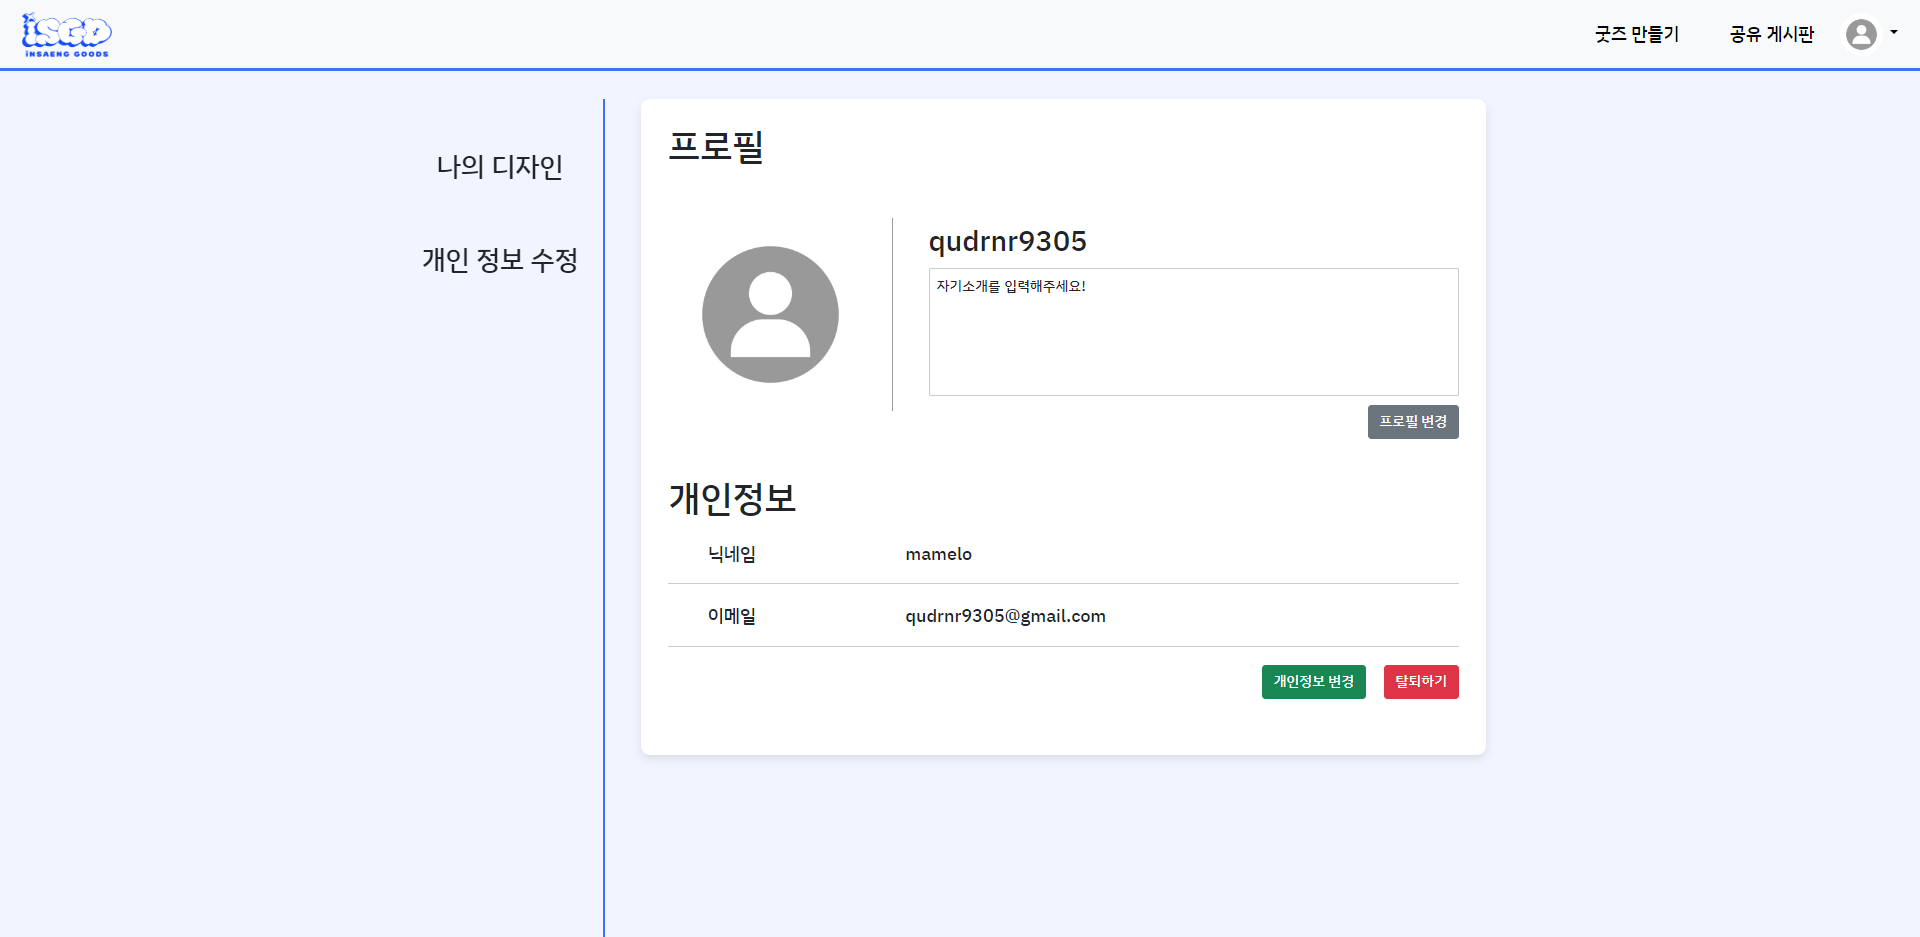 iSGD
iNSAENG GOODS
굿즈 만들기
공유 게시판
나의 디자인
개인 정보 수정
프로필
qudrnr9305
자기소개를 입력해주세요!
프로필 변경
개인정보
닉네임 mamelo
이메일 qudrnr9305@gmail.com
개인정보 변경
탈퇴하기